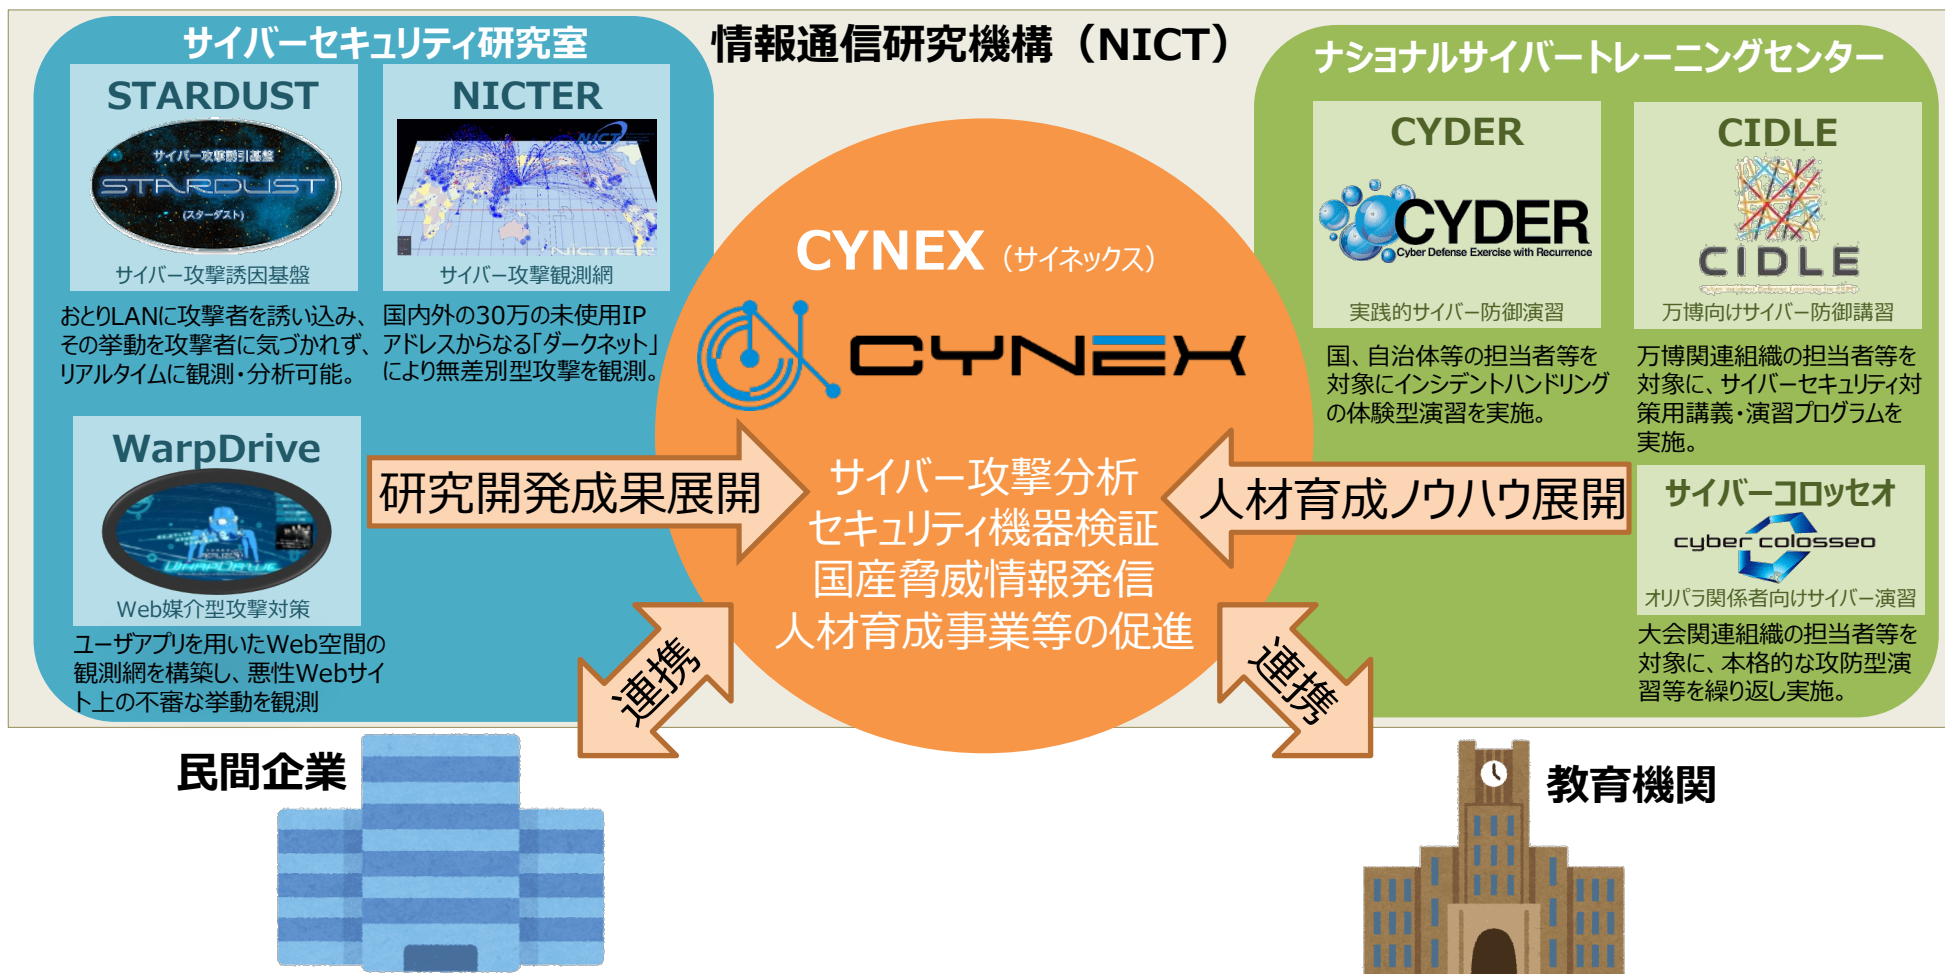 情報通信研究機構（NICT）
サイバーセキュリティ研究室
STARDUST
サイバー攻撃誘引基盤
STARDUST
(スターダスト)
サイバー攻撃誘因基盤
おとりLANに攻撃者を誘い込み、
その挙動を攻撃者に気づかれず、
リアルタイムに観測・分析可能。
NICTER
NICT
NICTER
サイバー攻撃観測網
国内外の30万の未使用IP
アドレスからなる「ダークネット」
により無差別型攻撃を観測。
WarpDrive
WARPDRIVE
Web媒介型攻撃対策
ユーザアプリを用いたWeb空間の
観測網を構築し、悪性Webサイ
ト上の不審な挙動を観測
研究開発成果展開
CYNEX（サイネックス）
CYNEX
サイバー攻撃分析
セキュリティ機器検証
国産脅威情報発信
人材育成事業等の促進
ナショナルサイバートレーニングセンター
CYDER
CYDER
Cyber Defense Exercise with Recurrence
実践的サイバー防御演習
国、自治体等の担当者等を
対象にインシデントハンドリング
の体験型演習を実施。
CIDLE
CIDLE
万博向けサイバー防御講習
万博関連組織の担当者等を
対象に、サイバーセキュリティ対
策用講義・演習プログラムを
実施。
人材育成ノウハウ展開
サイバーコロッセオ
cyber colosseo
オリパラ関係者向けサイバー演習
大会関連組織の担当者等を
対象に、本格的な攻防型演
習等を繰り返し実施。
連携
連携
民間企業
教育機関